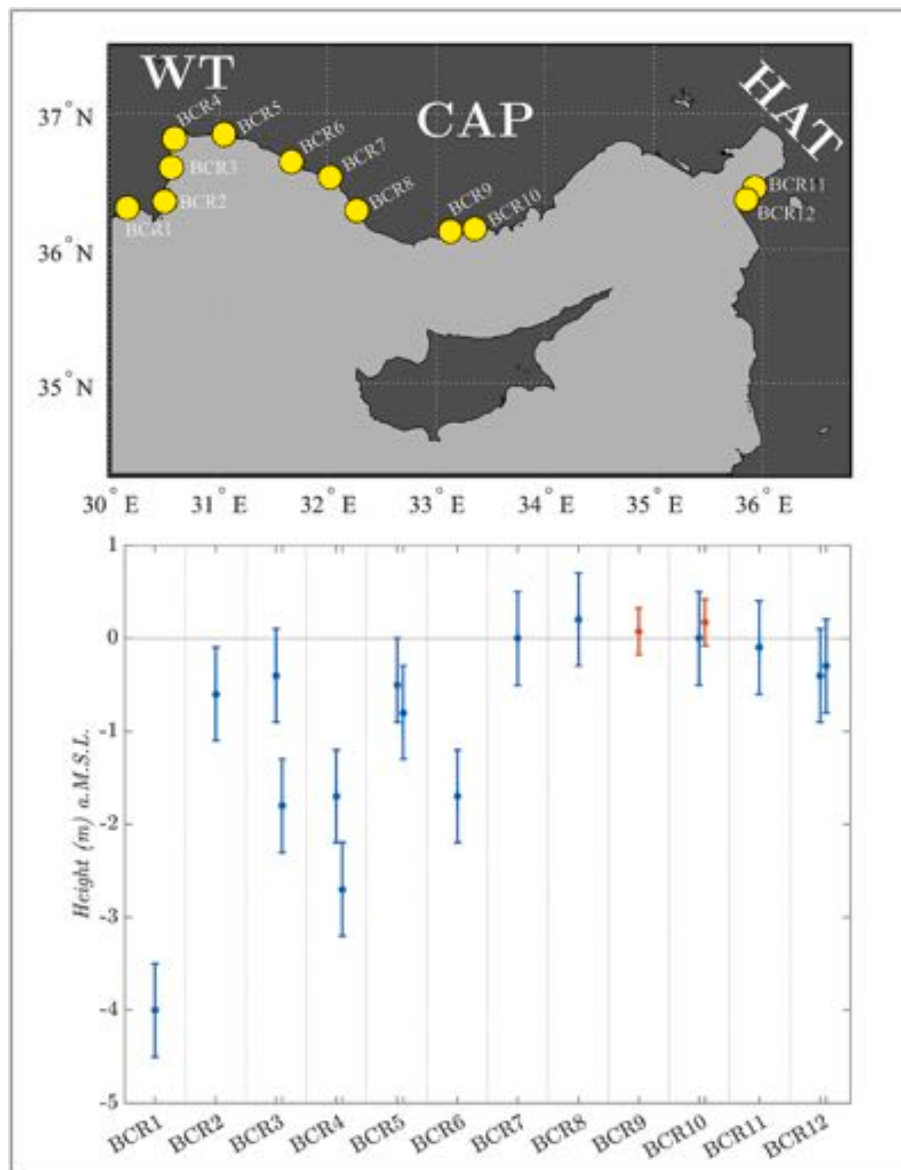 WT
CAP
HAT
BCR4
BCR5
BCR6
BCR3
BCR7
BCR2
BCR8
BCR1
BCR9
BCR10
BCR11
BCR12
37°N
36°N
35°N
30°E 31°E 32°E 33°E 34°E 35°E 36°E
Height (m) a.M.S.L.
1
0
-1
-2
-3
-4
-5
BCR1 BCR2 BCR3 BCR4 BCR5 BCR6 BCR7 BCR8 BCR9 BCR10 BCR11 BCR12